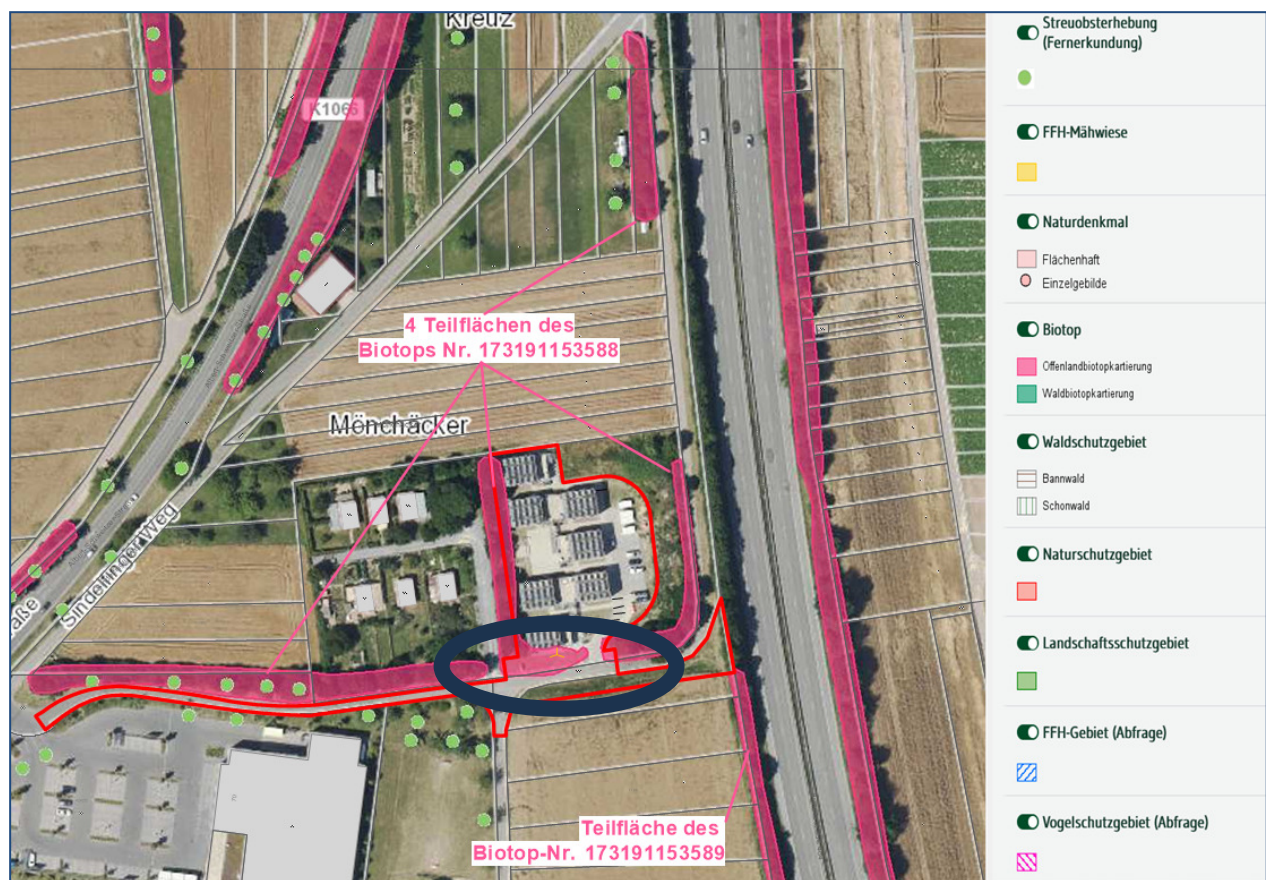 Kreuz
K1066
4 Teilflächen des
Biotops Nr. 173191153588
Mönchäcker
Sindelfinger Weg
aße
Teilfläche des
Biotop-Nr. 173191153589
Streuobsterhebung
(Fernerkundung)
FFH-Mähwiese
Naturdenkmal
Flächenhaft
Einzelgebilde
Biotop
Offenlandbiotopkartierung
Waldbiotopkartierung
Waldschutzgebiet
Bannwald
Schonwald
Naturschutzgebiet
Landschaftsschutzgebiet
FFH-Gebiet (Abfrage)
Vogelschutzgebiet (Abfrage)